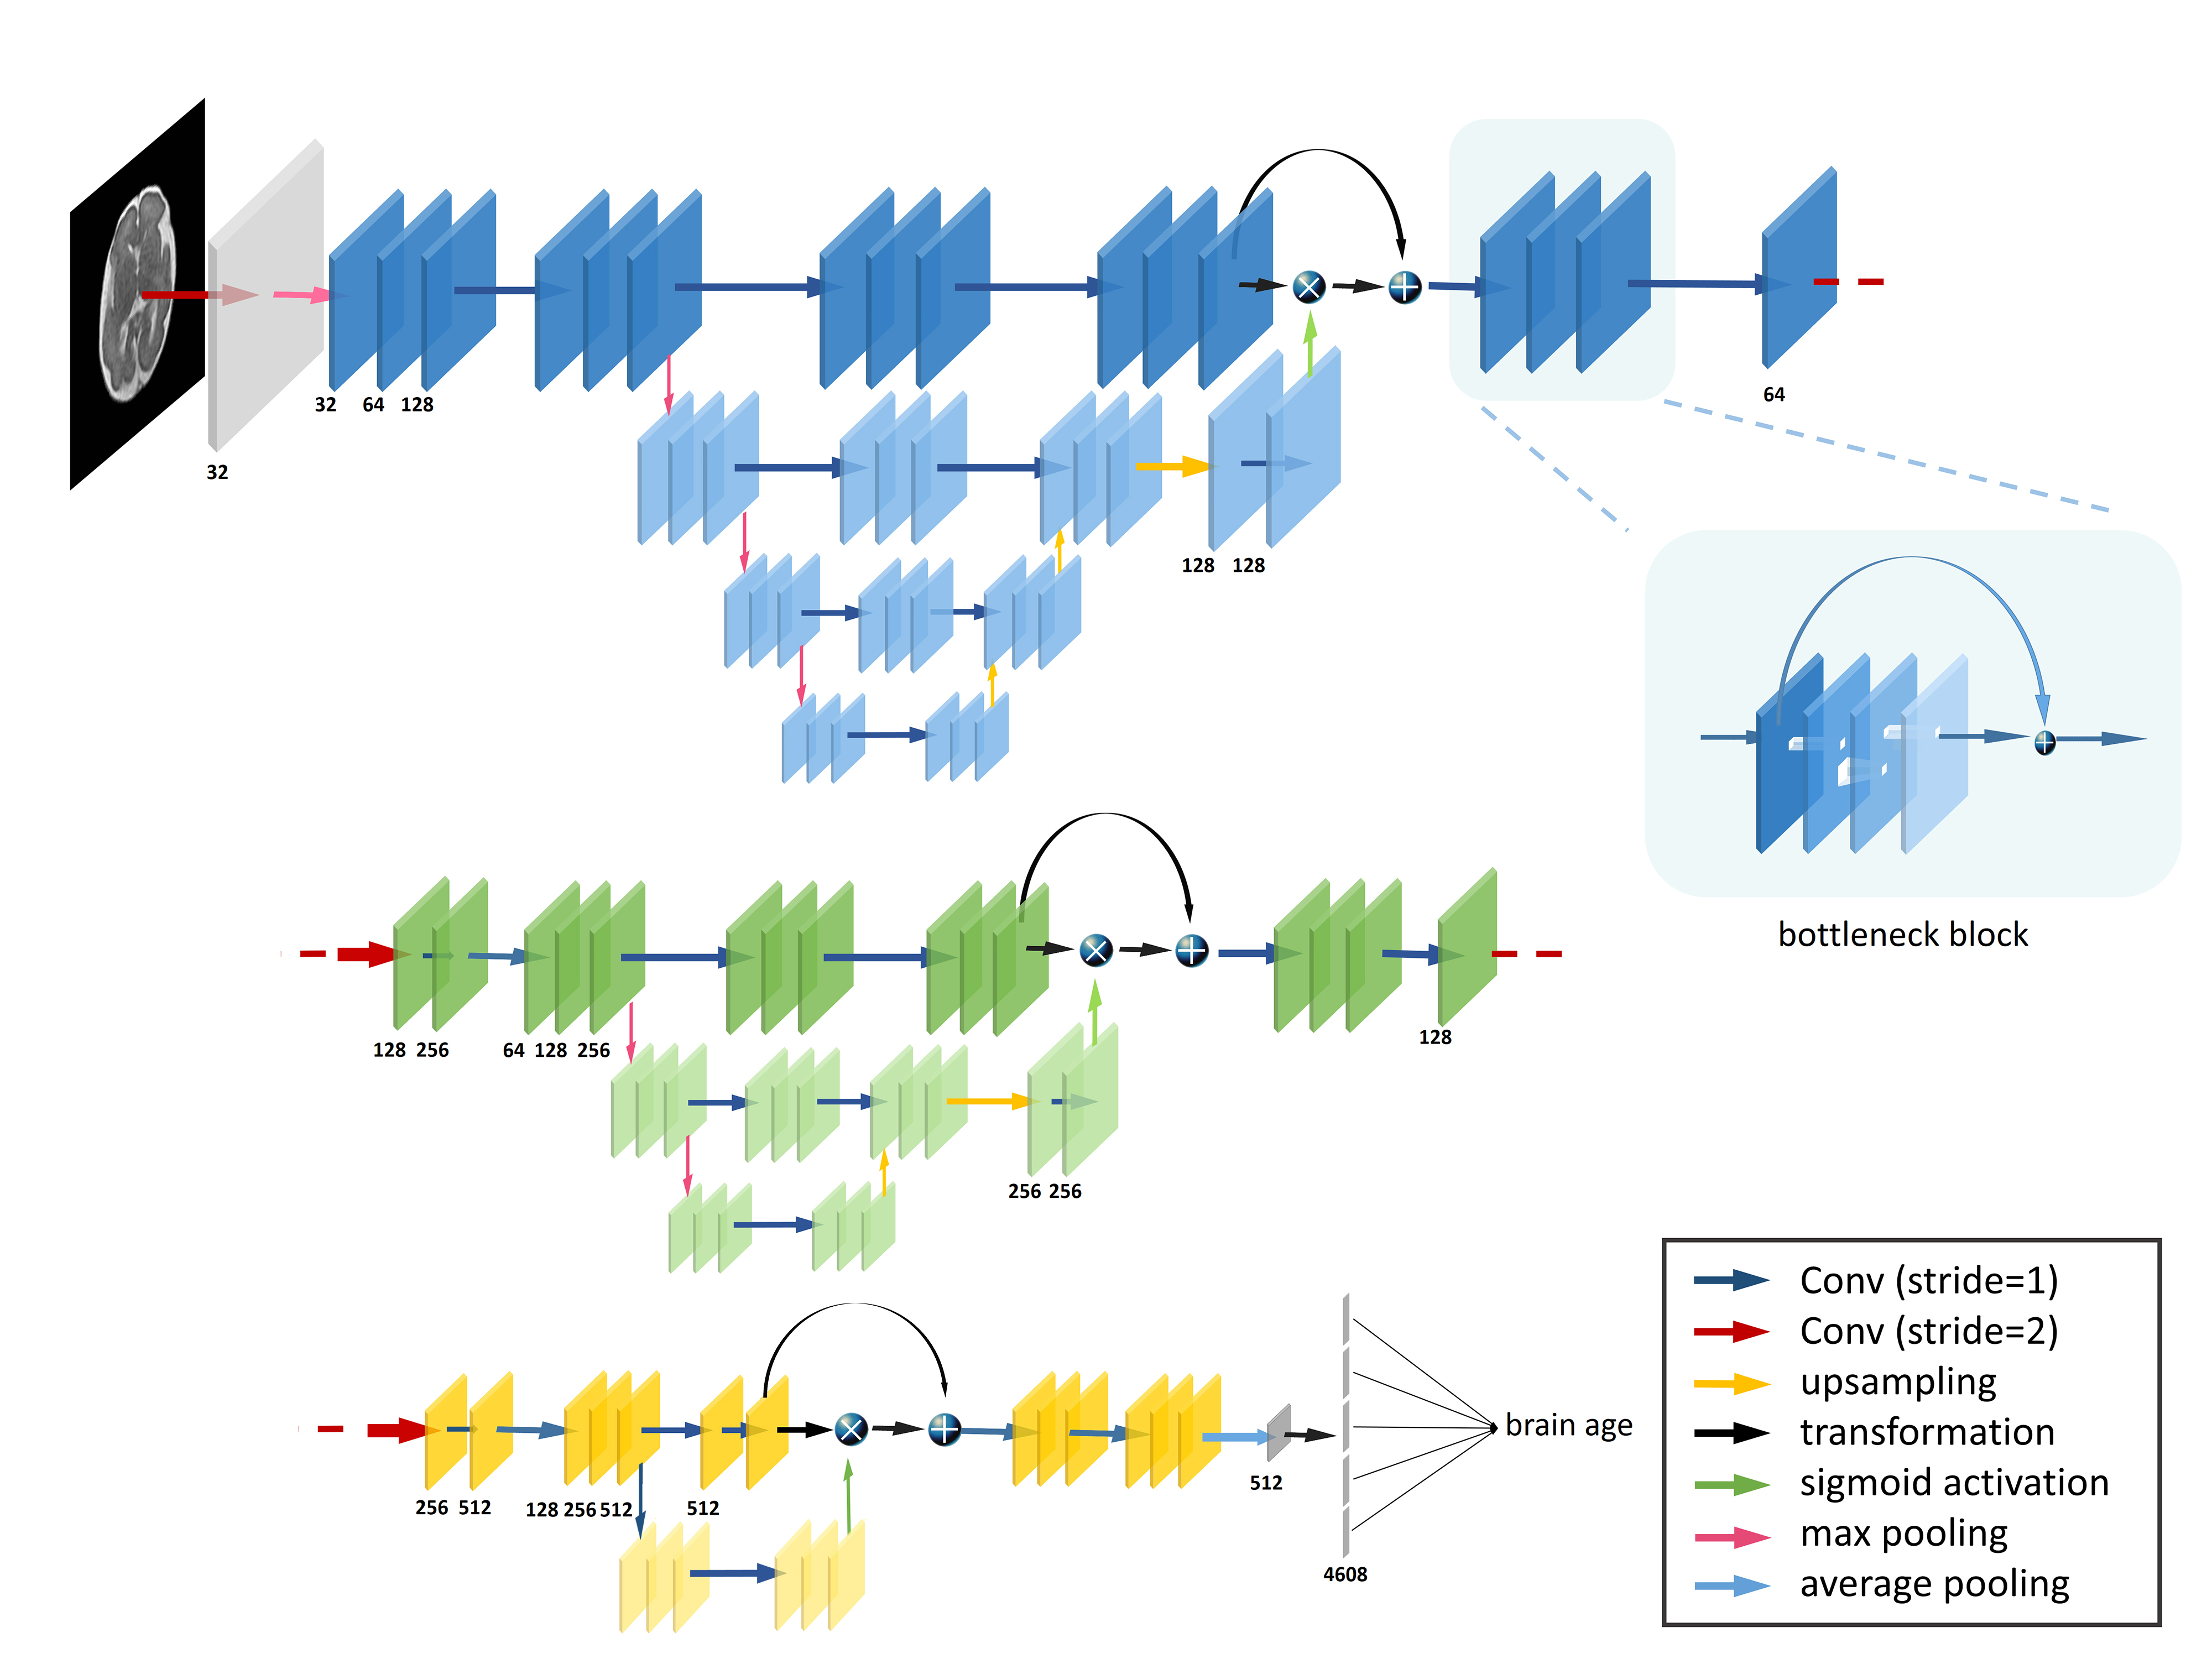 32 64 128
32
64
128 128
bottleneck block
128 256
64 128 256
128
256 256
256 512
128 256 512
512
512
4608
brain age
Conv (stride=1)
Conv (stride=2)
upsampling
transformation
sigmoid activation
max pooling
average pooling